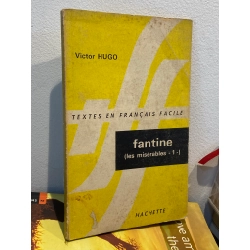 Victor HUGO
TEXTES EN FRANÇAIS FACILE
fantine
(les misérables - 1 -)
HACHETTE